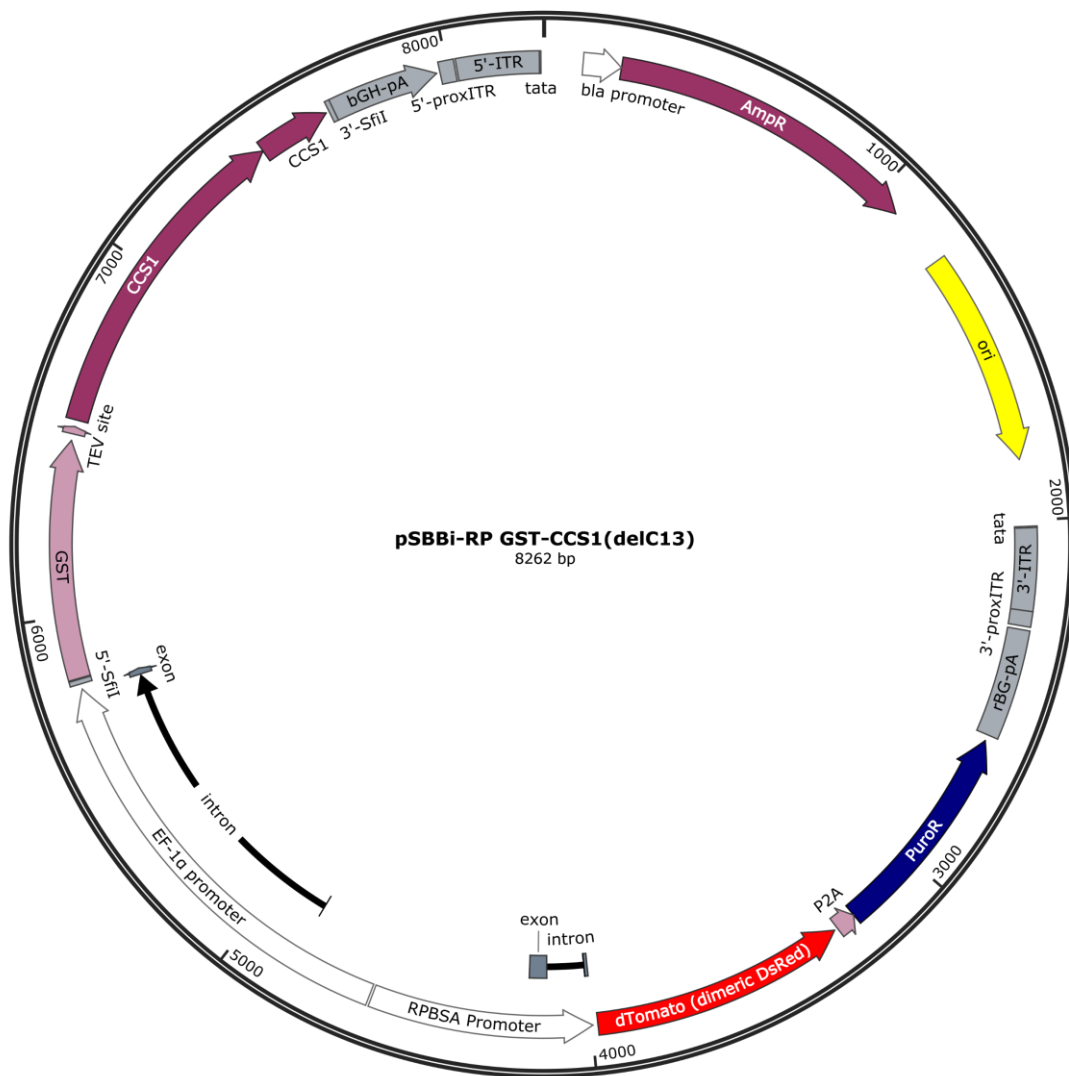 8000
5'-ITR
bGH-pA
5'-proxITR
tata
bla promoter
AmpR
3'-SfiI
CCS1
1000
7000
CCS1
ori
TEV site
2000
tata
3'-ITR
pSBBi-RP GST-CCS1(delC13)
8262 bp
GST
3'-proxITR
6000
5'-SfiI
exon
rBG-pA
intron
PuroR
3000
EF-1α promoter
P2A
exon
intron
5000
dTomato (dimeric DsRed)
RPBSA Promoter
4000